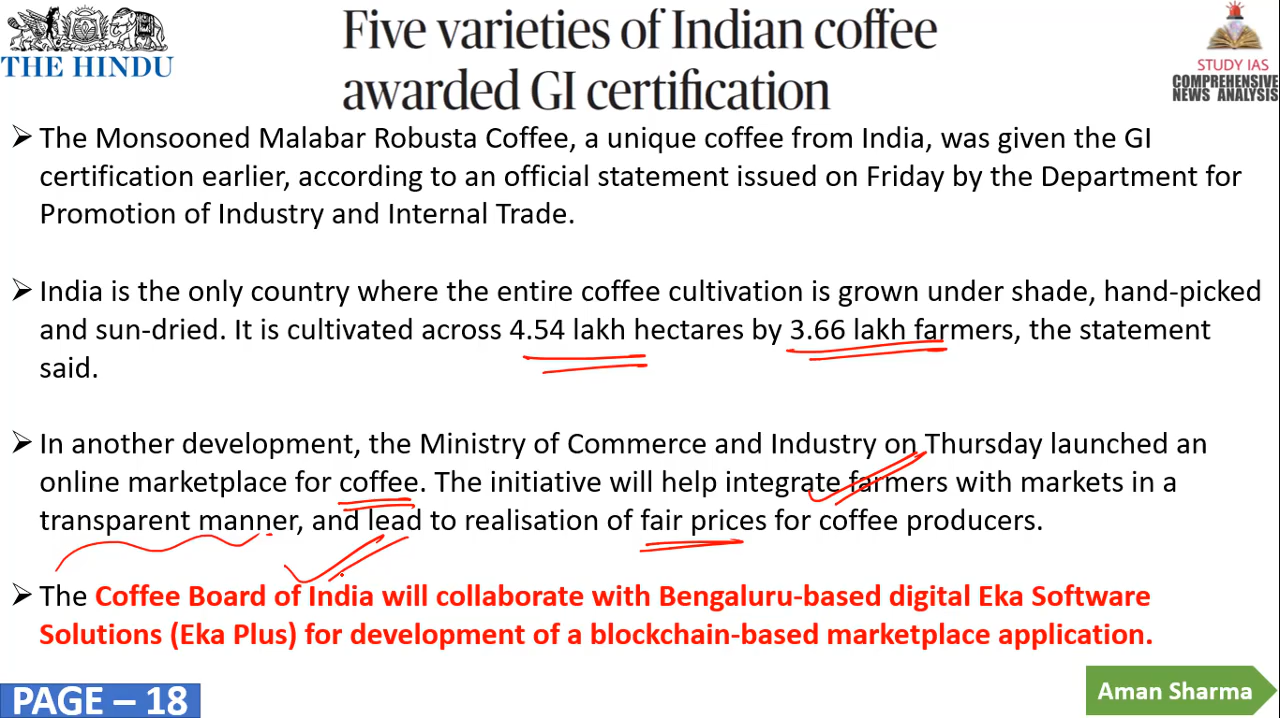 THE HINDU
Five varieties of Indian coffee
awarded GI certification
STUDY IAS
COMPREHENSIVE
NEWS ANALYSIS
➢ The Monsooned Malabar Robusta Coffee, a unique coffee from India, was given the GI
certification earlier, according to an official statement issued on Friday by the Department for
Promotion of Industry and Internal Trade.
➢ India is the only country where the entire coffee cultivation is grown under shade, hand-picked
and sun-dried. It is cultivated across 4.54 lakh hectares by 3.66 lakh farmers, the statement
said.
➢ In another development, the Ministry of Commerce and Industry on Thursday launched an
online marketplace for coffee. The initiative will help integrate farmers with markets in a
transparent manner, and lead to realisation of fair prices for coffee producers.
➢ The Coffee Board of India will collaborate with Bengaluru-based digital Eka Software
Solutions (Eka Plus) for development of a blockchain-based marketplace application.
PAGE – 18
Aman Sharma